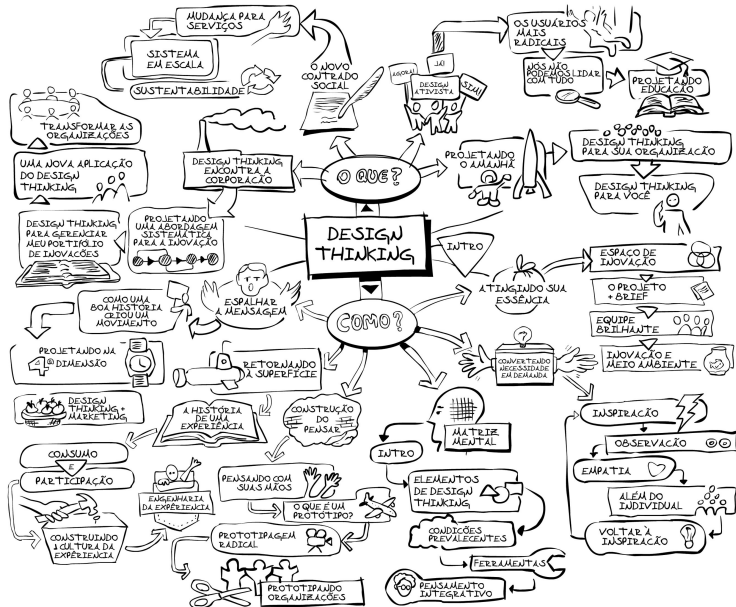 MUDANÇA PARA
SERVIÇOS
SISTEMA
EM ESCALA
SUSTENTABILIDADE
O NOVO
CONTRADO
SOCIAL
AGORA!
JÁ!
SIM!
DESIGN
ATIVISTA
OS USUÁRIOS
MAIS
RADICAIS
NÓS NÃO
PODEMOS LIDAR
COM TUDO
PROJETANDO
EDUCAÇÃO
TRANSFORMAR AS
ORGANIZAÇÕES
UMA NOVA APLICAÇÃO
DO DESIGN
THINKING
DESIGN THINKING
PARA GERENCIAR
MEU PORTIFÓLIO
DE INOVAÇÕES
DESIGN THINKING
ENCONTRA A
CORPORAÇÃO
PROJETANDO
UMA ABORDAGEM
SISTEMÁTICA
PARA A INOVAÇÃO
O QUE?
PROJETANDO
O AMANHÃ
DESIGN THINKING
PARA SUA ORGANIZACÃO
DESIGN THINKING
PARA VOCÊ
DESIGN
THINKING
INTRO
COMO?
ATINGINDO SUA
ESSÊNCIA
ESPAÇO DE
INOVAÇÃO
O PROJETO
+ BRIEF
EQUIPE
BRILHANTE
INOVAÇÃO E
MEIO AMBIENTE
ESPALHAR
A MENSAGEM
COMO UMA
BOA HISTÓRIA
CRIOU UM
MOVIMENTO
PROJETANDO NA
4ª DIMENSÃO
DESIGN
THINKING +
MARKETING
RETORNANDO
À SUPERFÍCIE
A HISTÓRIA
DE UMA
EXPERIÊNCIA
CONSUMO
E
PARTICIPAÇÃO
CONSTRUINDO
A CULTURA DA
EXPERIENCIA
ENGENHARIA
DA EXPERIÊNCIA
CONSTRUÇÃO
DO
PENSAR
PENSANDO COM
SUAS MÃOS
O QUE É UM
PROTÓTIPO?
PROTOTIPAGEM
RADICAL
PROTOTIPANDO
ORGANIZAÇÕES
MATRIZ
MENTAL
INTRO
ELEMENTOS
DE DESIGN
THINKING
CONDIÇÕES
PREVALECENTES
FERRAMENTAS
PENSAMENTO
INTEGRATIVO
?
CONVERTENDO
NECESSIDADE
EM DEMANDA
INSPIRAÇÃO
OBSERVAÇÃO
EMPATIA
ALÉM DO
INDIVIDUAL
VOLTAR À
INSPIRAÇÃO